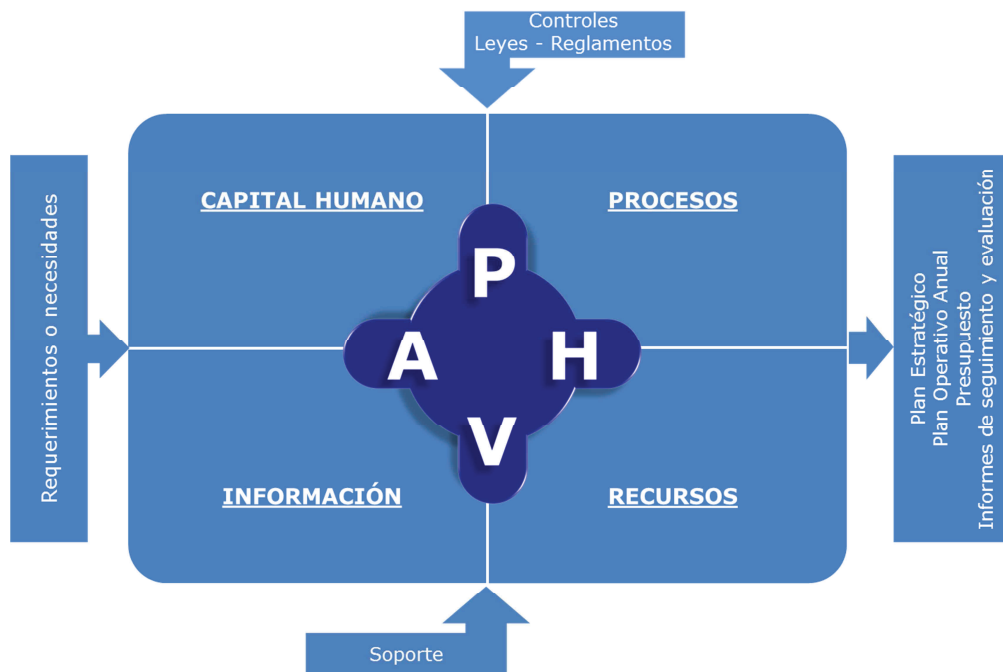 Controles
Leyes - Reglamentos
Requerimientos o necesidades
CAPITAL HUMANO
PROCESOS
P
A
H
V
INFORMACIÓN
RECURSOS
Plan Estratégico
Plan Operativo Anual
Presupuesto
Informes de seguimiento y evaluación
Soporte